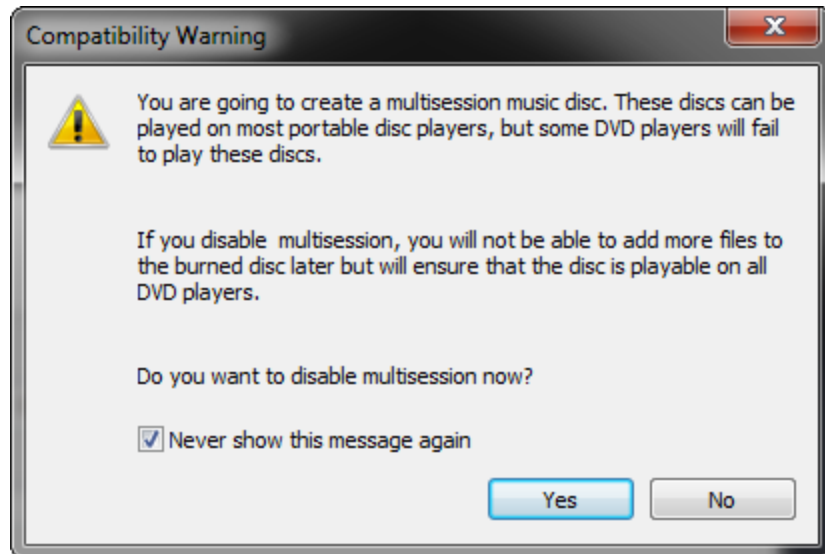 Compatibility Warning
You are going to create a multisession music disc. These discs can be
played on most portable disc players, but some DVD players will fail
to play these discs.
If you disable  multisession, you will not be able to add more files to
the burned disc later but will ensure that the disc is playable on all
DVD players.
Do you want to disable multisession now?
Never show this message again
Yes
No